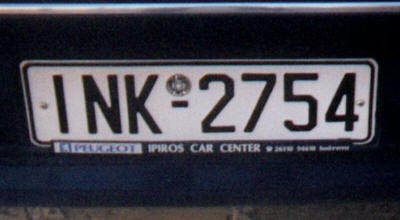 INK-2754
PEUGEOT IPIROS CAR CENTER